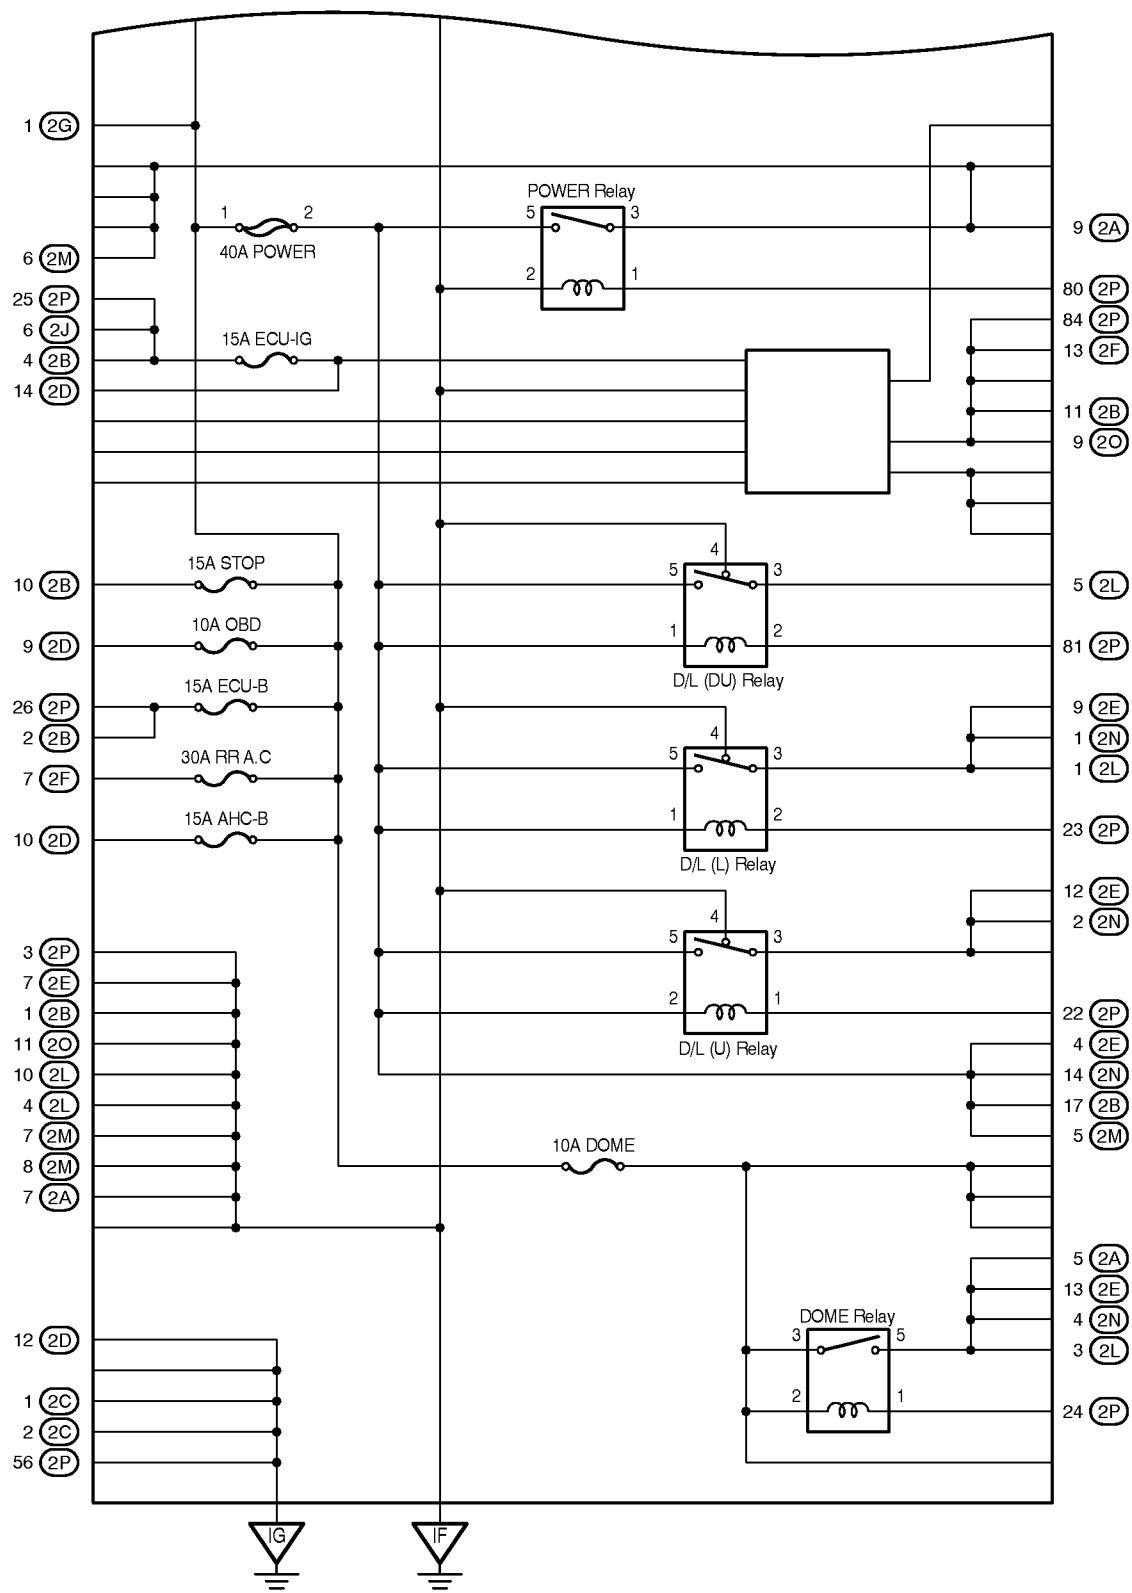 1 2G
POWER Relay
1 2
5 3
9 2A
40A POWER
6 2M
2 1
80 2P
25 2P
84 2P
6 2J
15A ECU-IG
13 2F
4 2B
14 2D
11 2B
9 2O
4
15A STOP
5 3
10 2B
5 2L
10A OBD
1 2
9 2D
81 2P
15A ECU-B
D/L (DU) Relay
26 2P
9 2E
4
2 2B
1 2N
30A RR A.C
5 3
7 2F
1 2L
15A AHC-B
1 2
10 2D
23 2P
D/L (L) Relay
12 2E
4
2 2N
5 3
3 2P
7 2E
2 1
1 2B
22 2P
11 2O
D/L (U) Relay
4 2E
10 2L
14 2N
4 2L
17 2B
7 2M
5 2M
10A DOME
8 2M
7 2A
5 2A
13 2E
DOME Relay
4 2N
12 2D
3 5
3 2L
1 2C
2 1
24 2P
2 2C
56 2P
IG IF